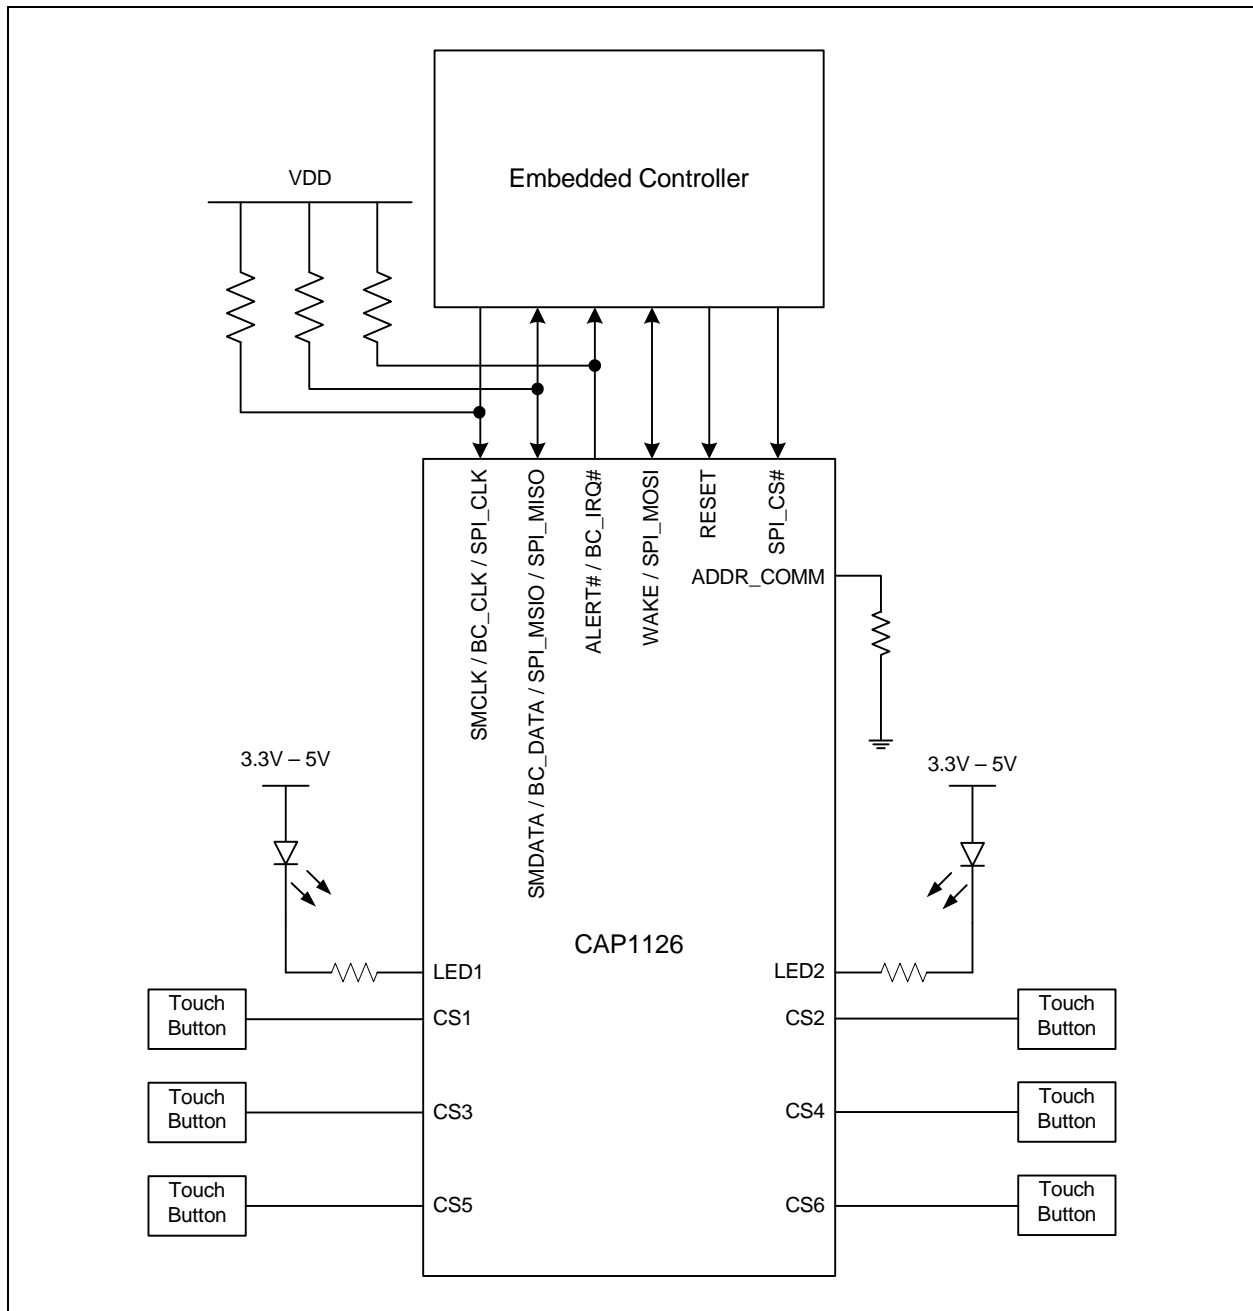 Embedded Controller
VDD
SMCLK / BC_CLK / SPI_CLK
SMDATA / BC_DATA / SPI_MSIO / SPI_MISO
ALERT# / BC_IRQ#
WAKE / SPI_MOSI
RESET
SPI_CS#
ADDR_COMM
3.3V – 5V
3.3V – 5V
CAP1126
LED1
LED2
Touch
Button
CS1
CS2
Touch
Button
Touch
Button
CS3
CS4
Touch
Button
Touch
Button
CS5
CS6
Touch
Button